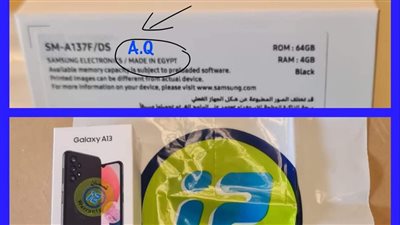 A.Q
SM-A137F/DS
ROM : 64GB
SAMSUNG ELECTRONICS / MADE IN EGYPT
RAM : 4GB
Available memory capacity is subject to preloaded software.
Black
Printed images can be different from actual device.
For more information on your device, please visit www.samsung.com
قد تختلف الصور المطبوعة عن شكل الجهاز الفعلي
Galaxy A13
i2